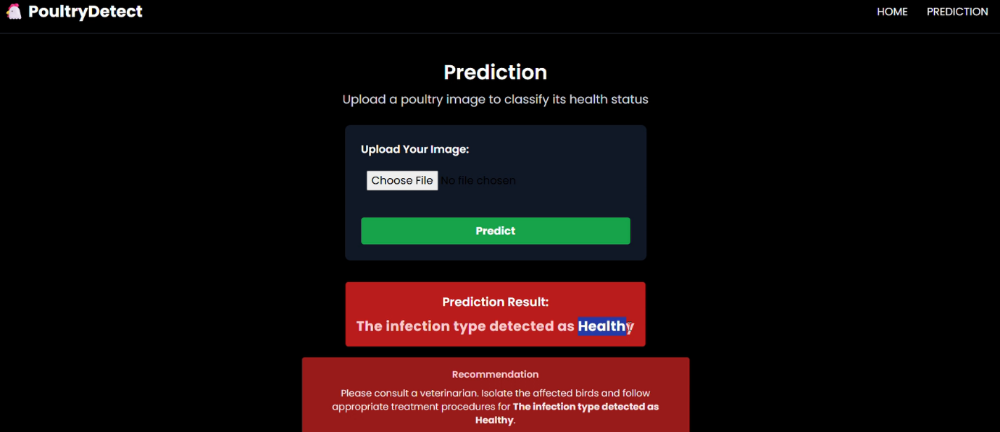 PoultryDetect
HOME
PREDICTION
Prediction
Upload a poultry image to classify its health status
Upload Your Image:
Choose File No file chosen
Predict
Prediction Result:
The infection type detected as Healthy
Recommendation
Please consult a veterinarian. Isolate the affected birds and follow
appropriate treatment procedures for The infection type detected as
Healthy.